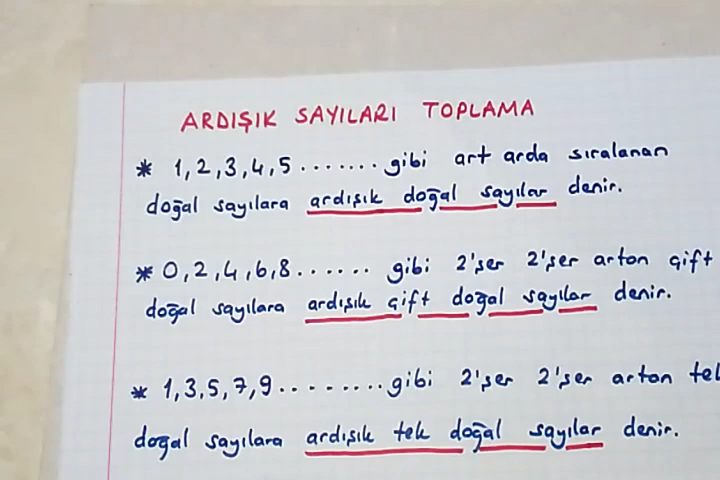 ARDIŞIK SAYILARI TOPLAMA
* 1, 2, 3, 4, 5 ....... gibi art arda sıralanan
doğal sayılara ardışık doğal sayılar denir.
* 0, 2, 4, 6, 8 ...... gibi 2'şer 2'şer artan çift
doğal sayılara ardışık çift doğal sayılar denir.
* 1, 3, 5, 7, 9 ........ gibi 2'şer 2'şer artan tek
doğal sayılara ardışık tek doğal sayılar denir.